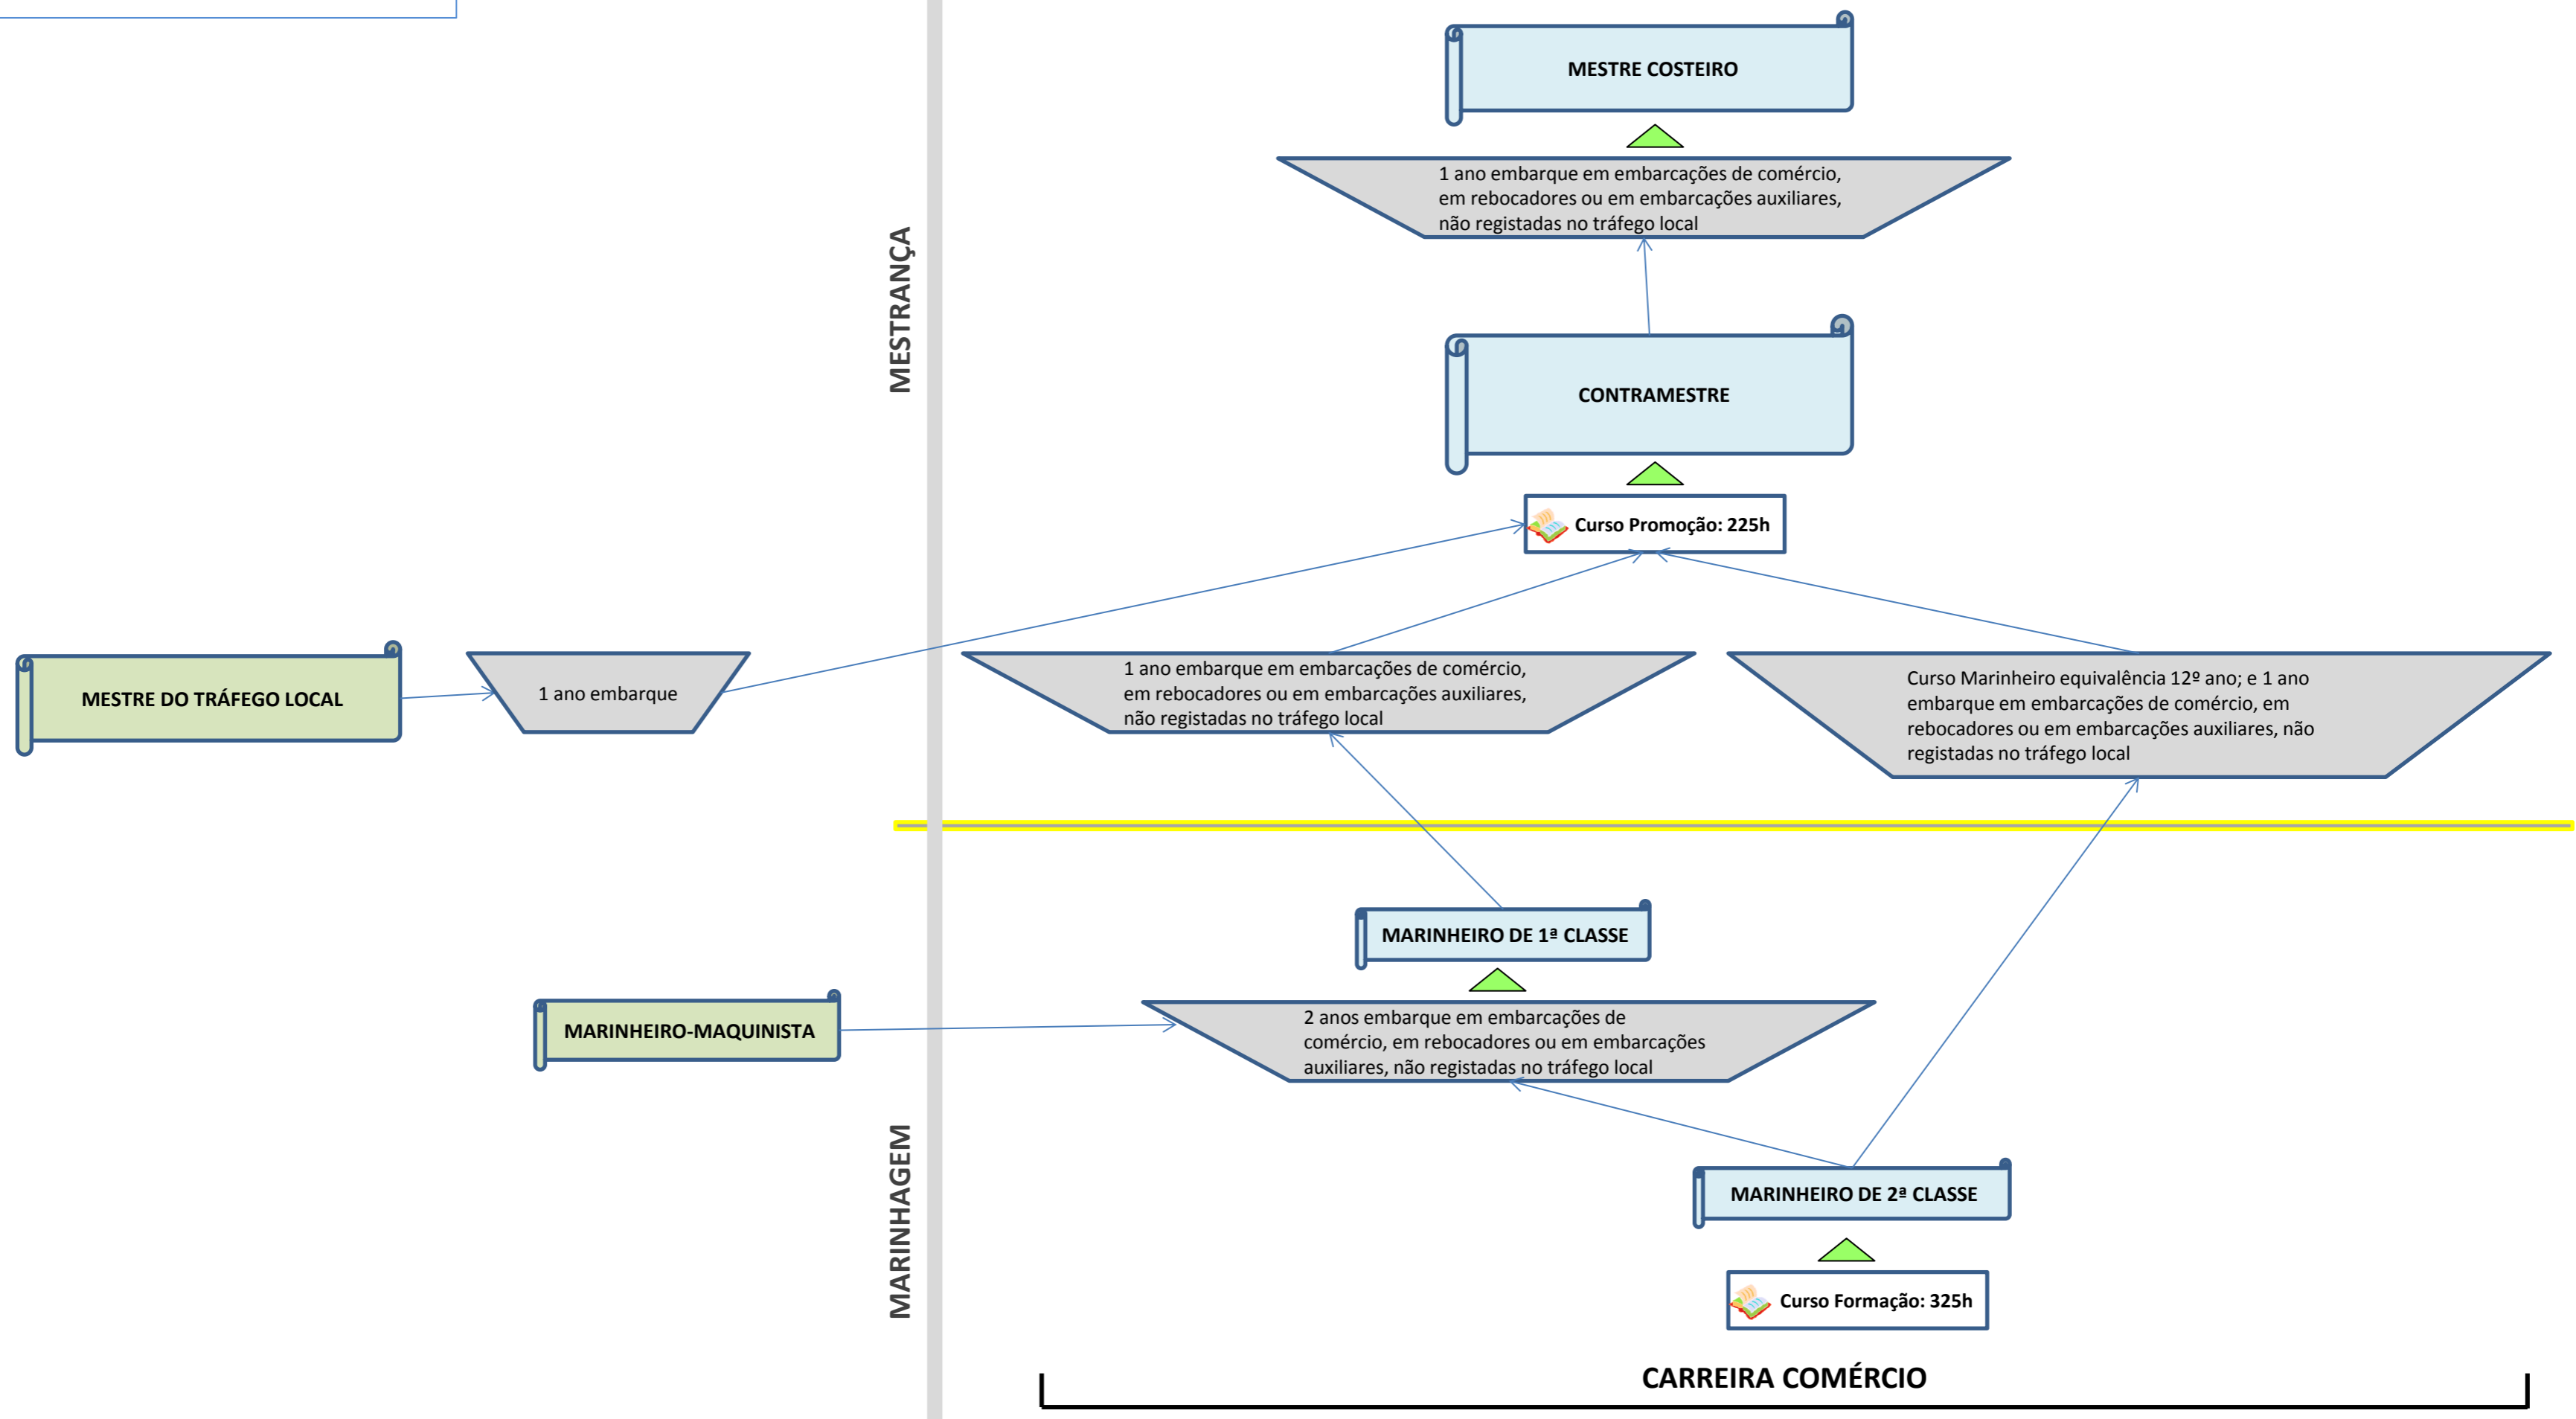 MESTRE COSTEIRO
1 ano embarque em embarcações de comércio,
em rebocadores ou em embarcações auxiliares,
não registadas no tráfego local
MESTRANÇA
CONTRAMESTRE
Curso Promoção: 225h
MESTRE DO TRÁFEGO LOCAL
1 ano embarque
1 ano embarque em embarcações de comércio,
em rebocadores ou em embarcações auxiliares,
não registadas no tráfego local
Curso Marinheiro equivalência 12º ano; e 1 ano
embarque em embarcações de comércio, em
rebocadores ou em embarcações auxiliares, não
registadas no tráfego local
MARINHEIRO DE 1ª CLASSE
MARINHEIRO-MAQUINISTA
2 anos embarque em embarcações de
comércio, em rebocadores ou em embarcações
auxiliares, não registadas no tráfego local
MARINHAGEM
MARINHEIRO DE 2ª CLASSE
Curso Formação: 325h
CARREIRA COMÉRCIO